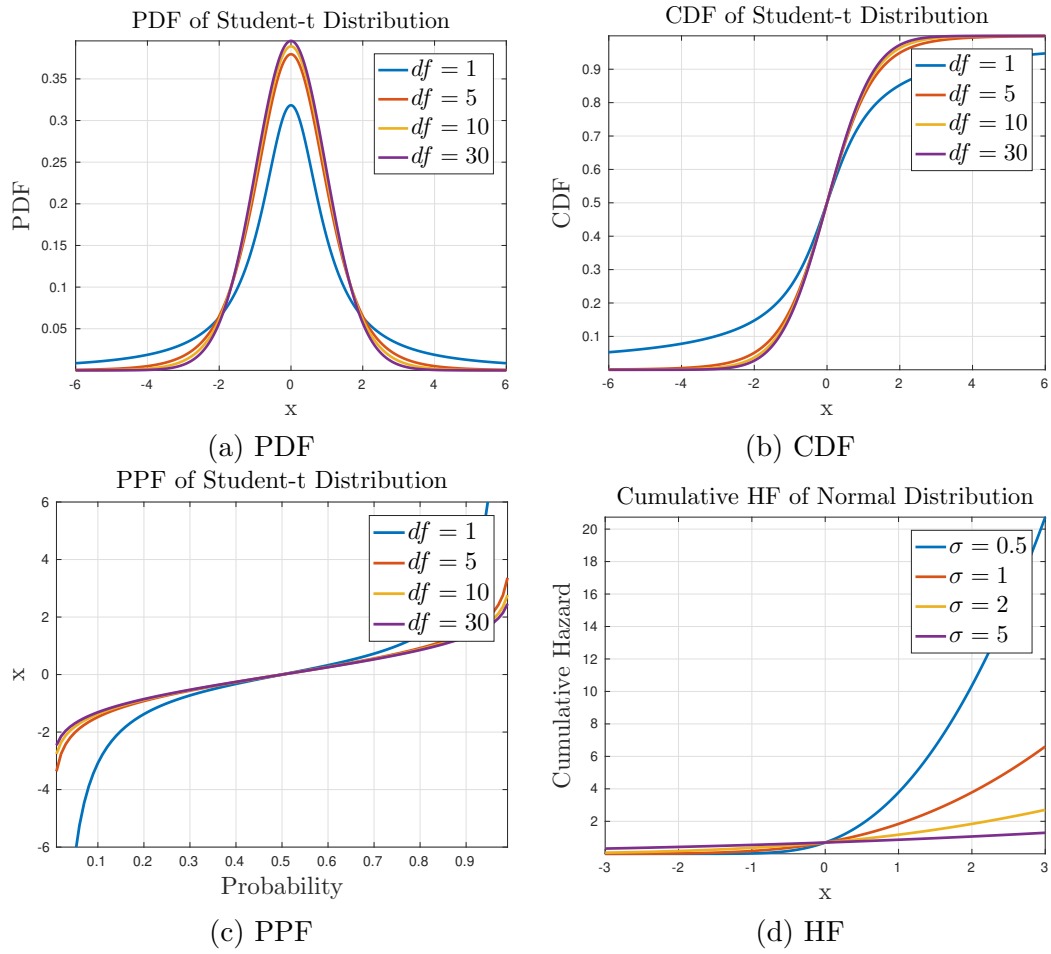 PDF of Student-t Distribution
0.35
0.3
0.25
0.2
0.15
0.1
0.05
PDF
df = 1
df = 5
df = 10
df = 30
-6 -4 -2 0 2 4 6
x
(a) PDF
CDF of Student-t Distribution
0.9
0.8
0.7
0.6
0.5
0.4
0.3
0.2
0.1
CDF
df = 1
df = 5
df = 10
df = 30
-6 -4 -2 0 2 4 6
x
(b) CDF
PPF of Student-t Distribution
6
4
2
0
-2
-4
-6
x
df = 1
df = 5
df = 10
df = 30
0.1 0.2 0.3 0.4 0.5 0.6 0.7 0.8 0.9
Probability
(c) PPF
Cumulative HF of Normal Distribution
20
18
16
14
12
10
8
6
4
2
Cumulative Hazard
σ = 0.5
σ = 1
σ = 2
σ = 5
-3 -2 -1 0 1 2 3
x
(d) HF